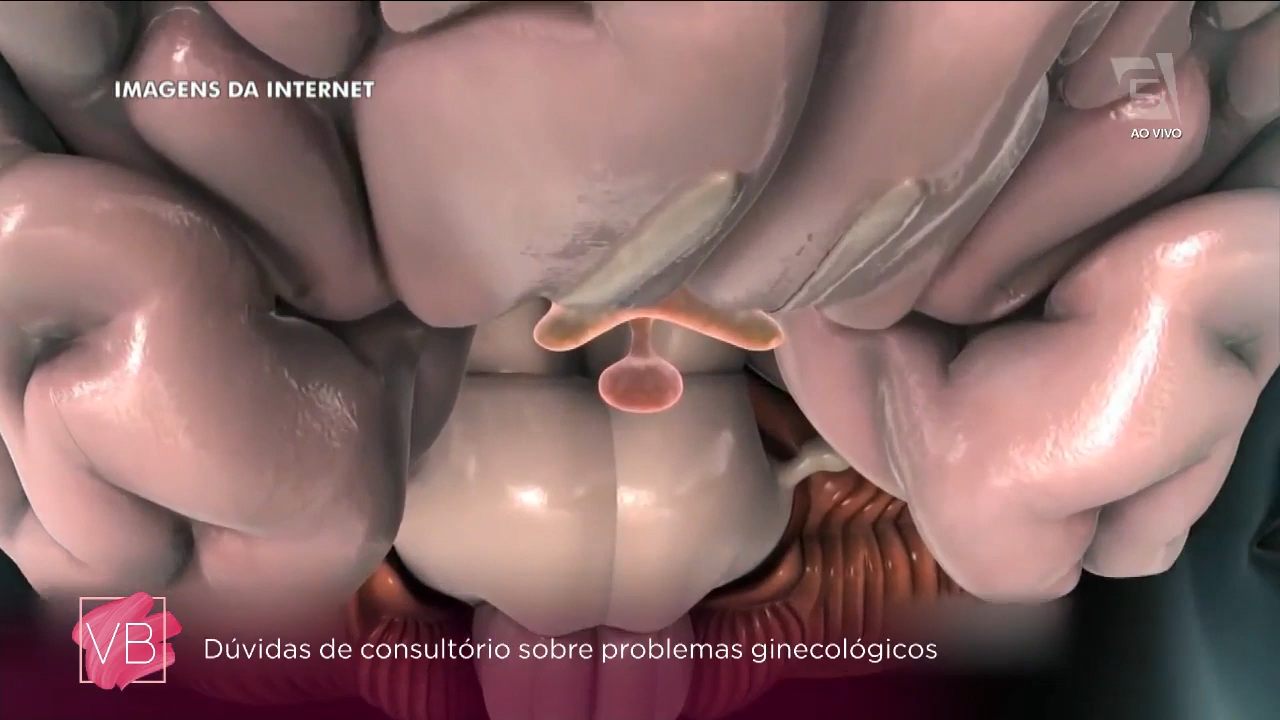 IMAGENS DA INTERNET
AO VIVO
VB
Dúvidas de consultório sobre problemas ginecológicos